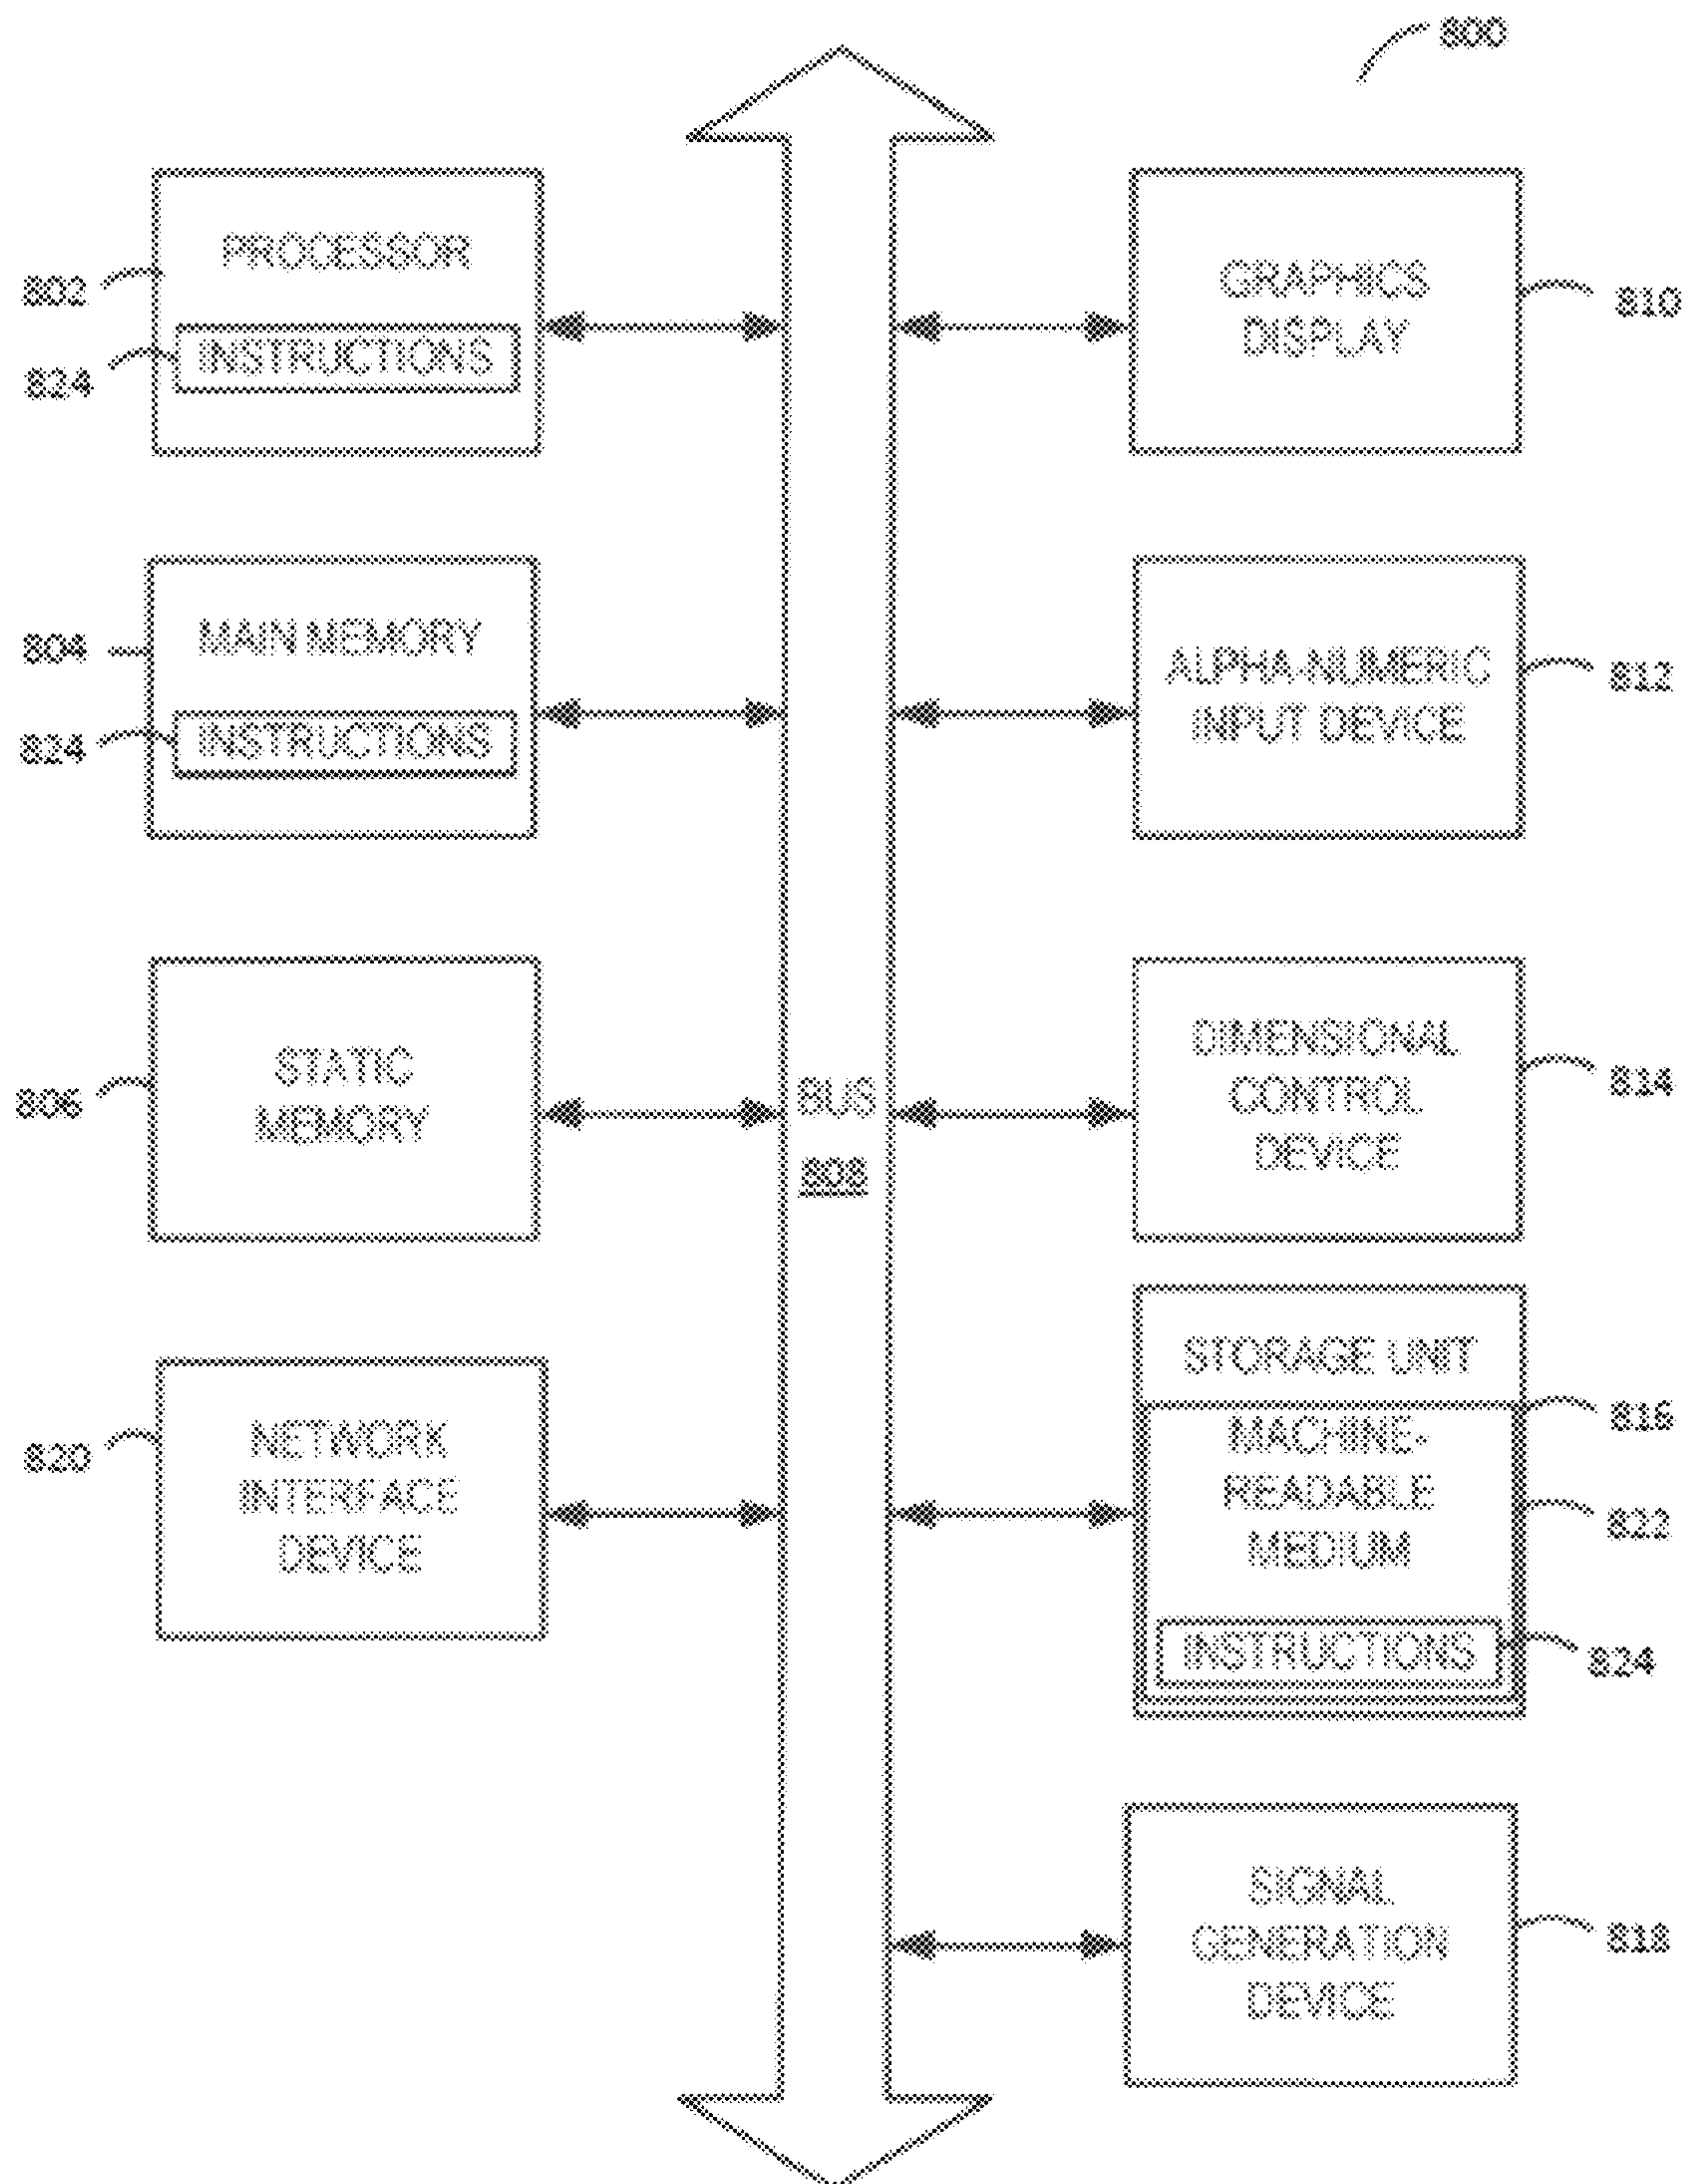 800
PROCESSOR
802
INSTRUCTIONS
824
GRAPHICS
DISPLAY
810
MAIN MEMORY
804
INSTRUCTIONS
824
ALPHA-NUMERIC
INPUT DEVICE
812
STATIC
MEMORY
806
BUS
808
DIMENSIONAL
CONTROL
DEVICE
814
NETWORK
INTERFACE
DEVICE
820
STORAGE UNIT
816
MACHINE-
READABLE
MEDIUM
822
INSTRUCTIONS
824
SIGNAL
GENERATION
DEVICE
818